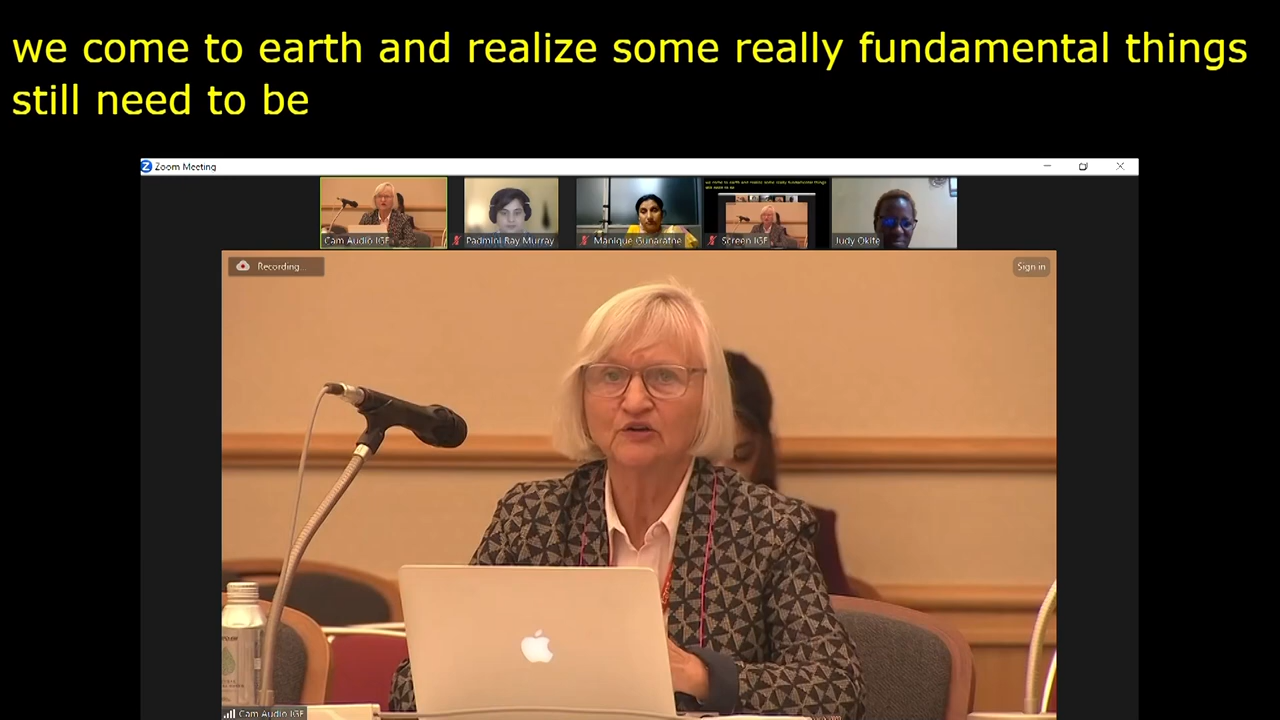 we come to earth and realize some really fundamental things
still need to be
Zoom Meeting
Cam Audio IGF
Padmini Ray Murray
Manique Gunaratne
Screen IGF
Judy Okite
Recording...
Sign in
Cam Audio IGF